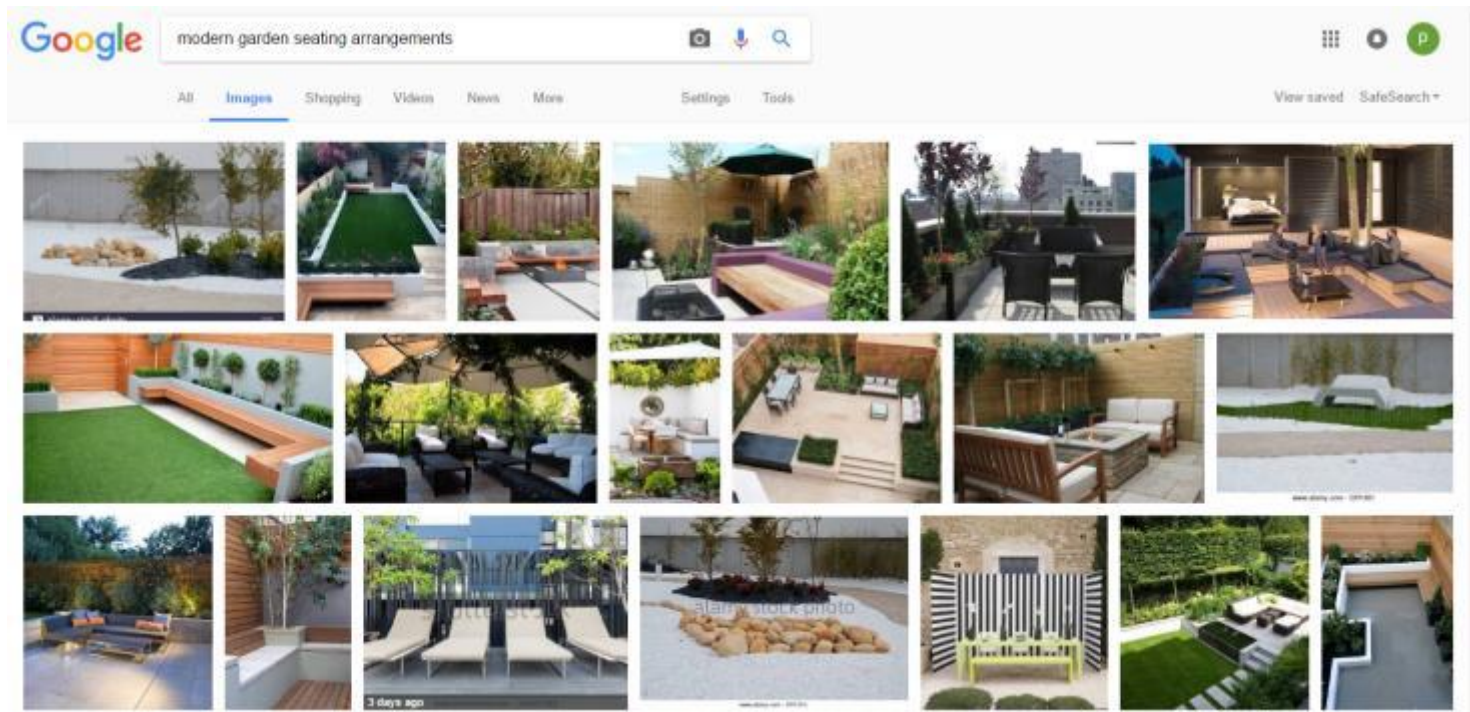 Google modern garden seating arrangements P
All Images Shopping Videos News More Settings Tools View saved SafeSearch
alamy stock photo
3 days ago